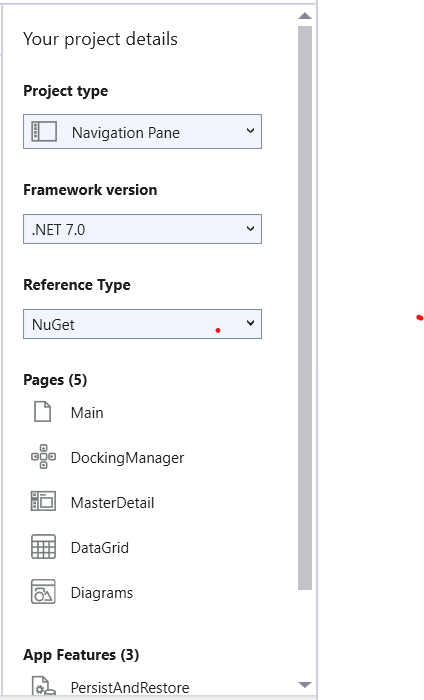 Your project details
Project type
Navigation Pane
Framework version
.NET 7.0
Reference Type
NuGet
Pages (5)
Main
DockingManager
MasterDetail
DataGrid
Diagrams
App Features (3)
PersistAndRestore